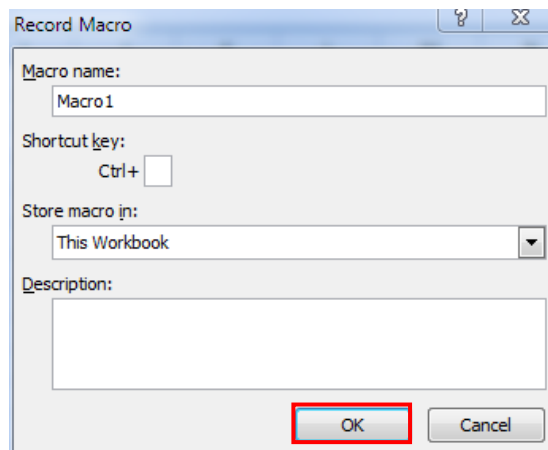 Record Macro
Macro name:
Macro1
Shortcut key:
Ctrl+
Store macro in:
This Workbook
Description:
OK Cancel